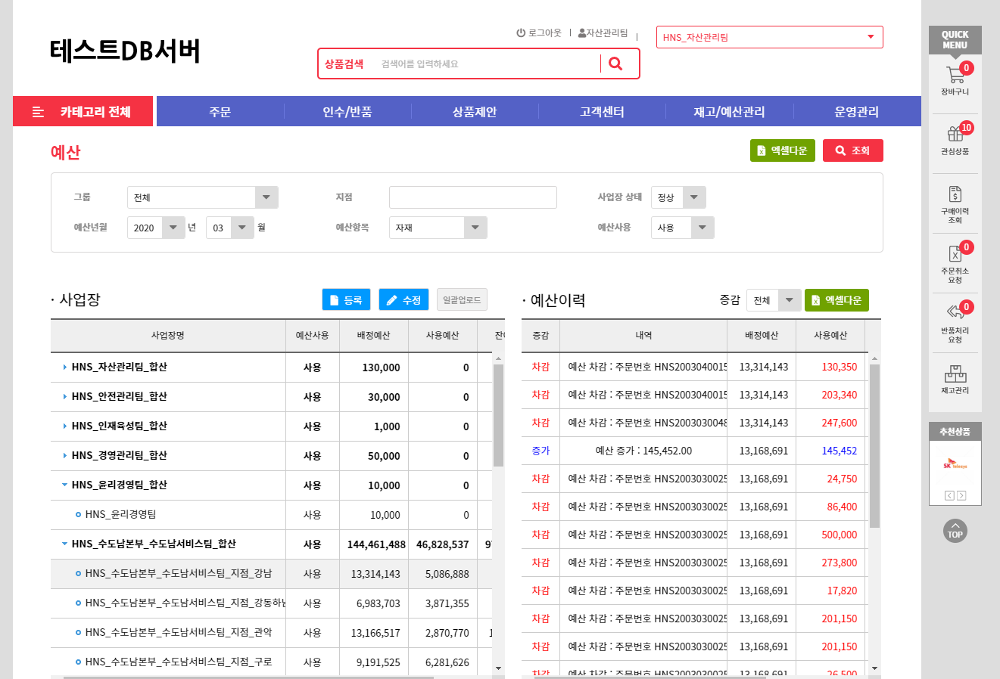 로그아웃 | 자산관리팀 |
HNS_자산관리팀
테스트DB서버
상품검색 검색어를 입력하세요
카테고리 전체 주문 인수/반품 상품제안 고객센터 재고/예산관리 운영관리
예산
엑셀다운 조회
그룹 전체 지점 사업장 상태 정상
예산년월 2020 년 03 월 예산항목 자재 예산사용 사용
· 사업장 등록 수정 일괄업로드
사업장명 예산사용 배정예산 사용예산
HNS_자산관리팀_합산 사용 130,000 0
HNS_안전관리팀_합산 사용 30,000 0
HNS_인재육성팀_합산 사용 1,000 0
HNS_경영관리팀_합산 사용 50,000 0
HNS_윤리경영팀_합산 사용 10,000 0
HNS_윤리경영팀 사용 10,000 0
HNS_수도남본부_수도남서비스팀_합산 사용 144,461,488 46,828,537
HNS_수도남본부_수도남서비스팀_지점_강남 사용 13,314,143 5,086,888
HNS_수도남본부_수도남서비스팀_지점_강동하남 사용 6,983,703 3,871,355
HNS_수도남본부_수도남서비스팀_지점_관악 사용 13,166,517 2,870,770
HNS_수도남본부_수도남서비스팀_지점_구로 사용 9,191,525 6,281,626
· 예산이력 증감 전체 엑셀다운
증감 내역 배정예산 사용예산
차감 예산 차감 : 주문번호 HNS2003040015 13,314,143 130,350
차감 예산 차감 : 주문번호 HNS2003040015 13,314,143 203,340
차감 예산 차감 : 주문번호 HNS2003030048 13,314,143 247,600
증가 예산 증가 : 145,452.00 13,168,691 145,452
차감 예산 차감 : 주문번호 HNS2003030025 13,168,691 24,750
차감 예산 차감 : 주문번호 HNS2003030025 13,168,691 86,400
차감 예산 차감 : 주문번호 HNS2003030025 13,168,691 500,000
차감 예산 차감 : 주문번호 HNS2003030025 13,168,691 273,800
차감 예산 차감 : 주문번호 HNS2003030025 13,168,691 17,820
차감 예산 차감 : 주문번호 HNS2003030025 13,168,691 201,150
차감 예산 차감 : 주문번호 HNS2003030025 13,168,691 201,150
차감 예산 차감 : 주문번호 HNS2003030025 13,168,691 26,500
QUICK
MENU
0
장바구니
10
관심상품
구매이력
조회
0
주문취소
요청
0
반품처리
요청
재고관리
추천상품
SK Telesys
TOP